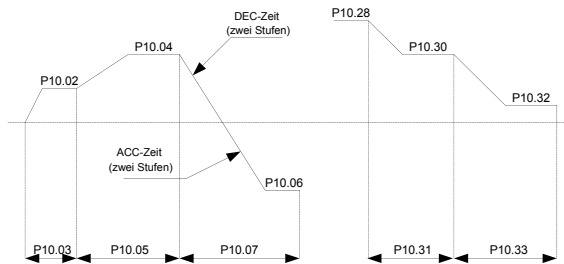 DEC-Zeit
(zwei Stufen)
P10.28
P10.04
P10.30
P10.02
P10.32
ACC-Zeit
(zwei Stufen)
P10.06
P10.03
P10.05
P10.07
P10.31
P10.33